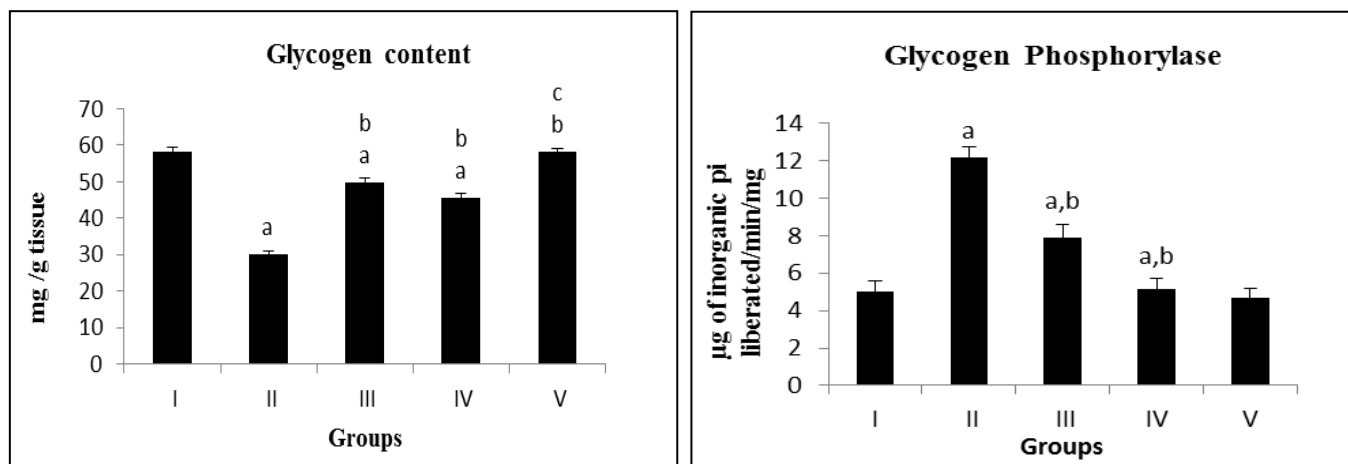 Glycogen content
c
b
b
b
a
a
a
70
60
50
40
30
20
10
0
mg /g tissue
I
II
III
IV
V
Groups
Glycogen Phosphorylase
a
a,b
a,b
14
12
10
8
6
4
2
0
µg of inorganic pi
liberated/min/mg
I
II
III
IV
V
Groups